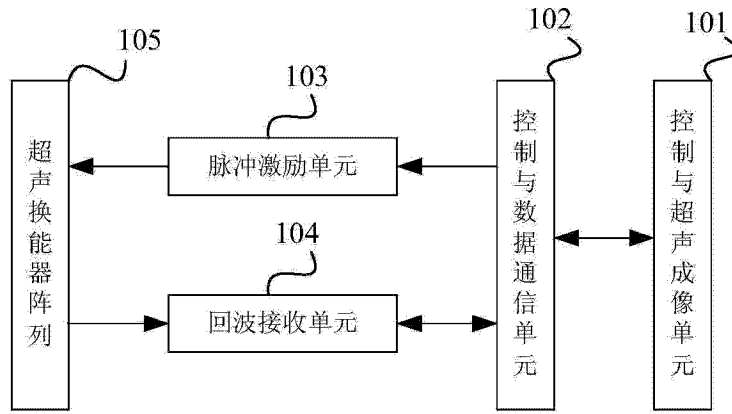 105
103
102
101
超声换能器阵列
脉冲激励单元
控制与数据通信单元
控制与超声成像单元
104
回波接收单元